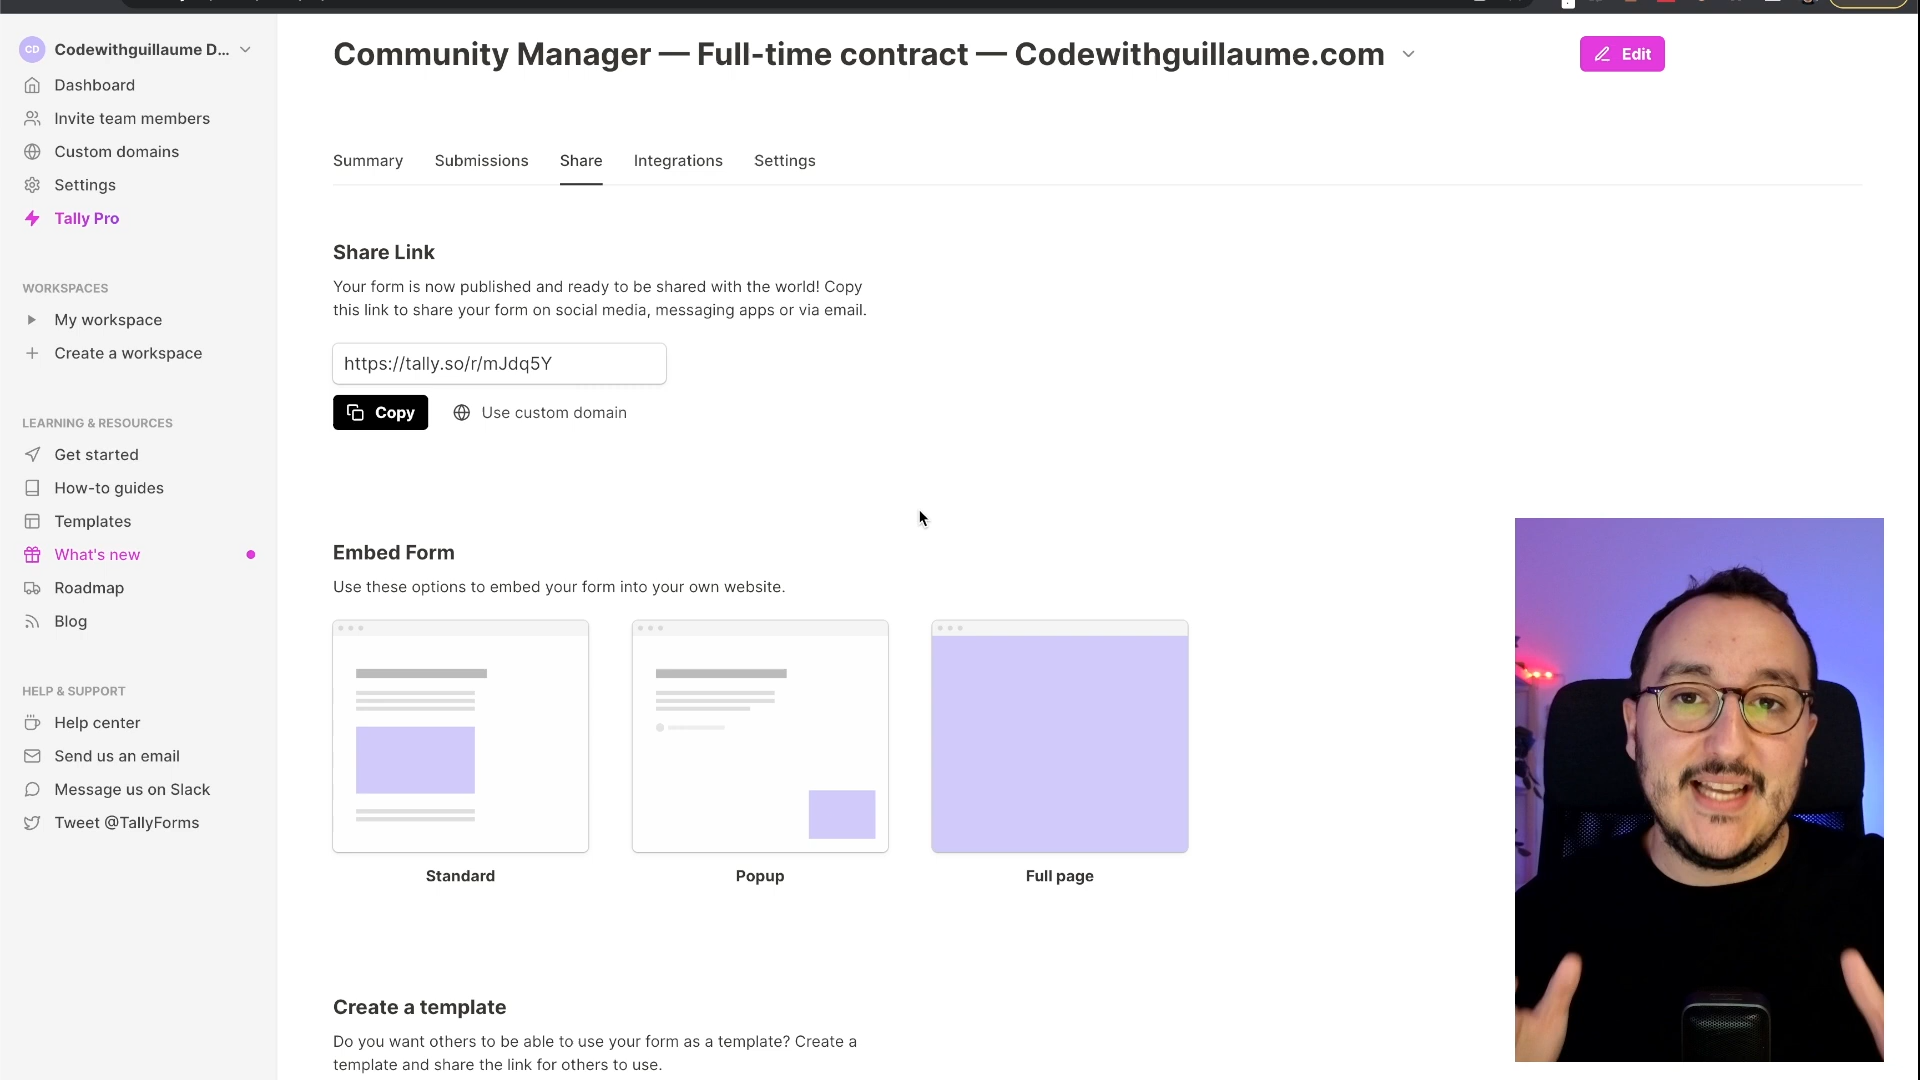 CD Codewithguillaume D...
Dashboard
Invite team members
Custom domains
Settings
Tally Pro
WORKSPACES
My workspace
Create a workspace
LEARNING & RESOURCES
Get started
How-to guides
Templates
What's new
Roadmap
Blog
HELP & SUPPORT
Help center
Send us an email
Message us on Slack
Tweet @TallyForms
Community Manager — Full-time contract — Codewithguillaume.com
Edit
Summary Submissions Share Integrations Settings
Share Link
Your form is now published and ready to be shared with the world! Copy
this link to share your form on social media, messaging apps or via email.
https://tally.so/r/mJdq5Y
Copy Use custom domain
Embed Form
Use these options to embed your form into your own website.
Standard Popup Full page
Create a template
Do you want others to be able to use your form as a template? Create a
template and share the link for others to use.